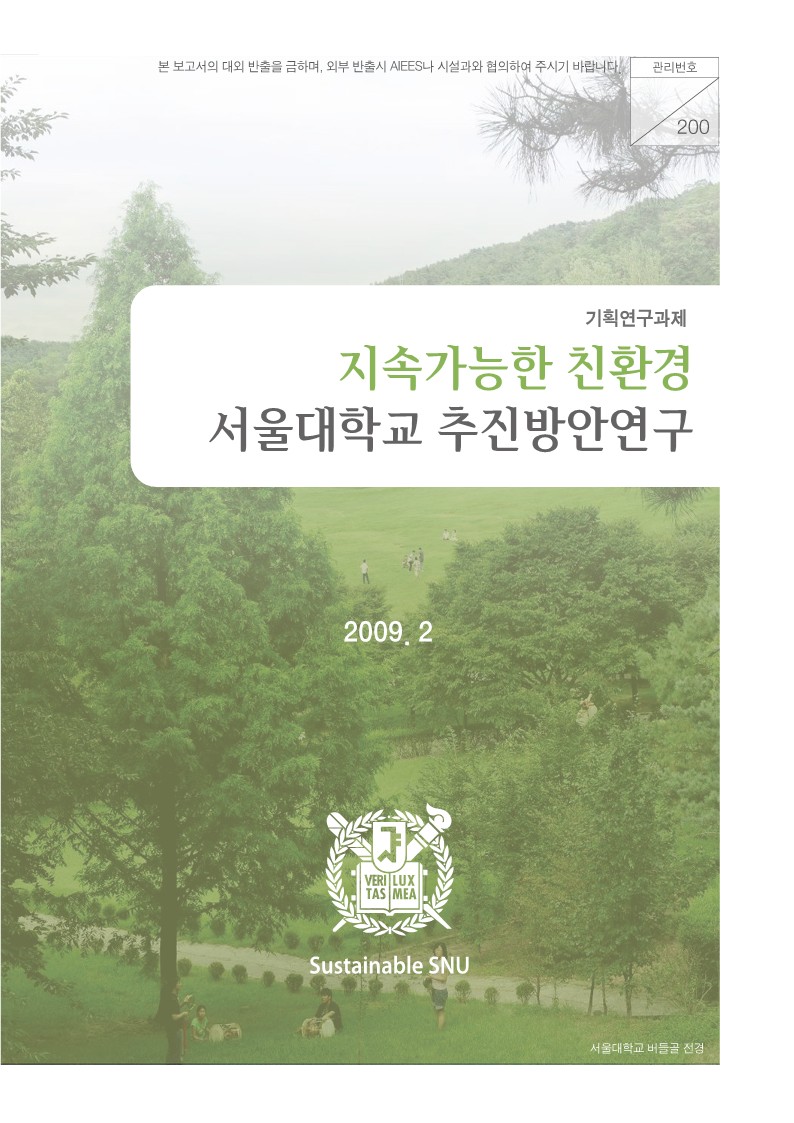 본 보고서의 대외 반출을 금하며, 외부 반출시 AIEES나 시설과와 협의하여 주시기 바랍니다.
관리번호
200
기획연구과제
지속가능한 친환경
서울대학교 추진방안연구
2009. 2
VERI LUX
TAS MEA
Sustainable SNU
서울대학교 버들골 전경